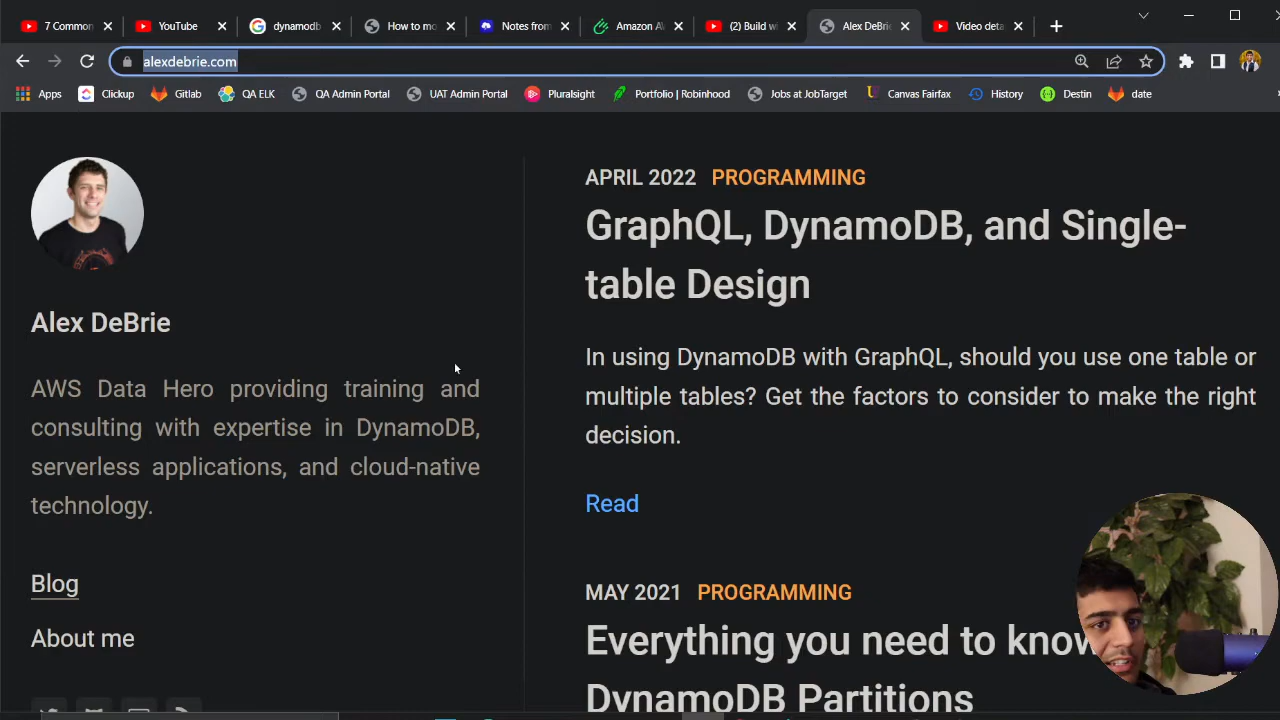 7 Common
YouTube
dynamodb
How to mo
Notes from
Amazon A
(2) Build wi
Alex DeBrie
Video deta
alexdebrie.com
Apps
Clickup
Gitlab
QA ELK
QA Admin Portal
UAT Admin Portal
Pluralsight
Portfolio | Robinhood
Jobs at JobTarget
Canvas Fairfax
History
Destin
date
Alex DeBrie
AWS Data Hero providing training and
consulting with expertise in DynamoDB,
serverless applications, and cloud-native
technology.
Blog
About me
APRIL 2022 PROGRAMMING
GraphQL, DynamoDB, and Single-
table Design
In using DynamoDB with GraphQL, should you use one table or
multiple tables? Get the factors to consider to make the right
decision.
Read
MAY 2021 PROGRAMMING
Everything you need to know
DynamoDB Partitions